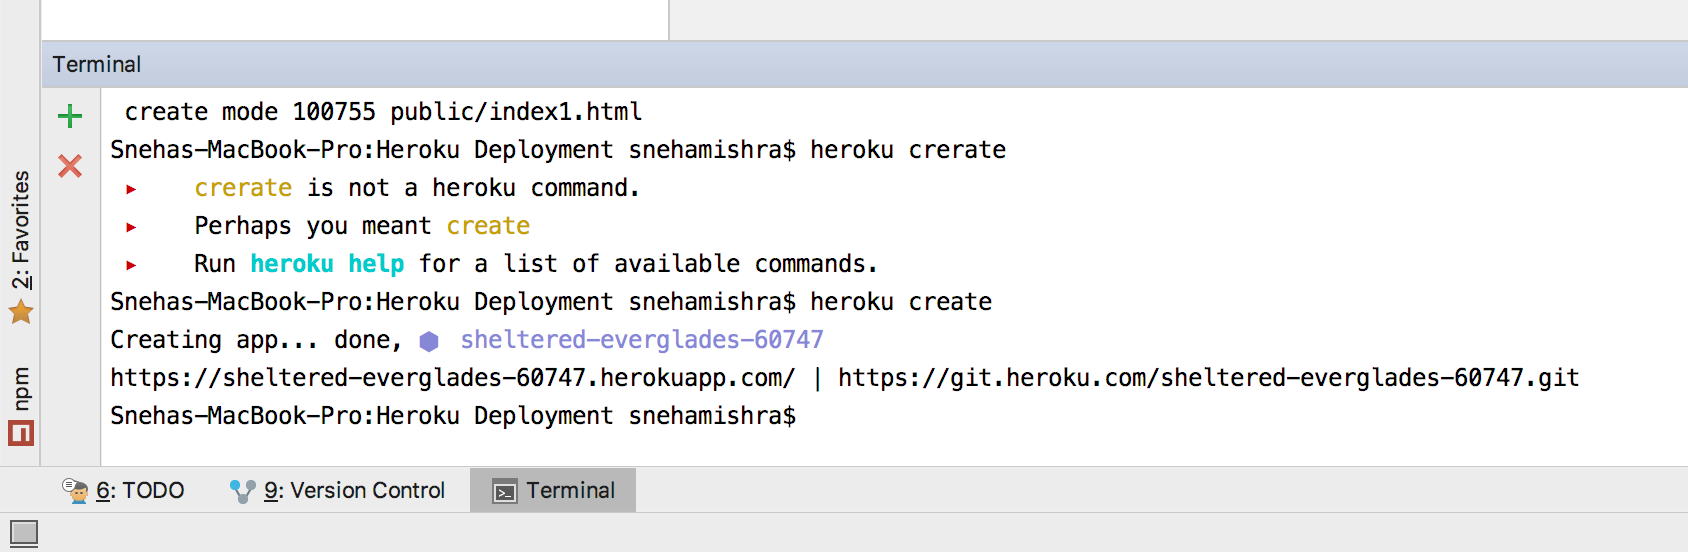 Terminal
create mode 100755 public/index1.html
Snehas-MacBook-Pro:Heroku Deployment snehamishra$ heroku crerate
▸ crerate is not a heroku command.
▸ Perhaps you meant create
▸ Run heroku help for a list of available commands.
Snehas-MacBook-Pro:Heroku Deployment snehamishra$ heroku create
Creating app... done, ⬢ sheltered-everglades-60747
https://sheltered-everglades-60747.herokuapp.com/ | https://git.heroku.com/sheltered-everglades-60747.git
Snehas-MacBook-Pro:Heroku Deployment snehamishra$
2: Favorites
npm
6: TODO
9: Version Control
Terminal